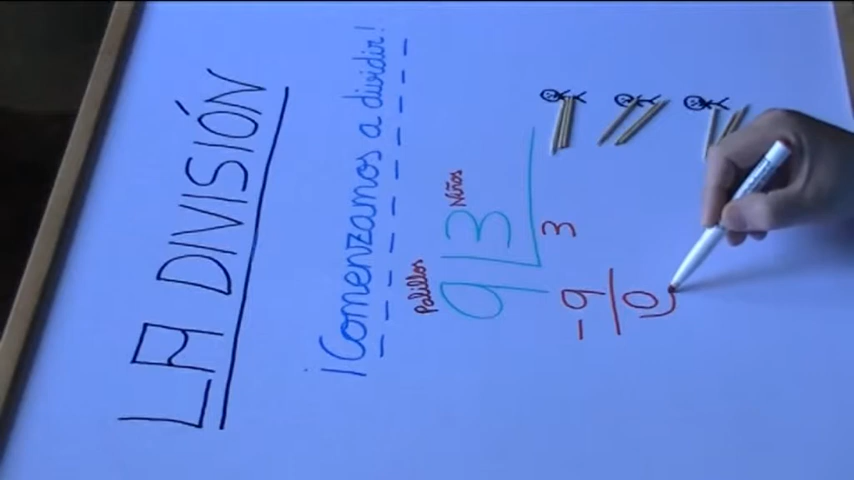 LA DIVISIÓN
¡Comenzamos a dividir!
Palillos Niños
9 3
-9 3
0